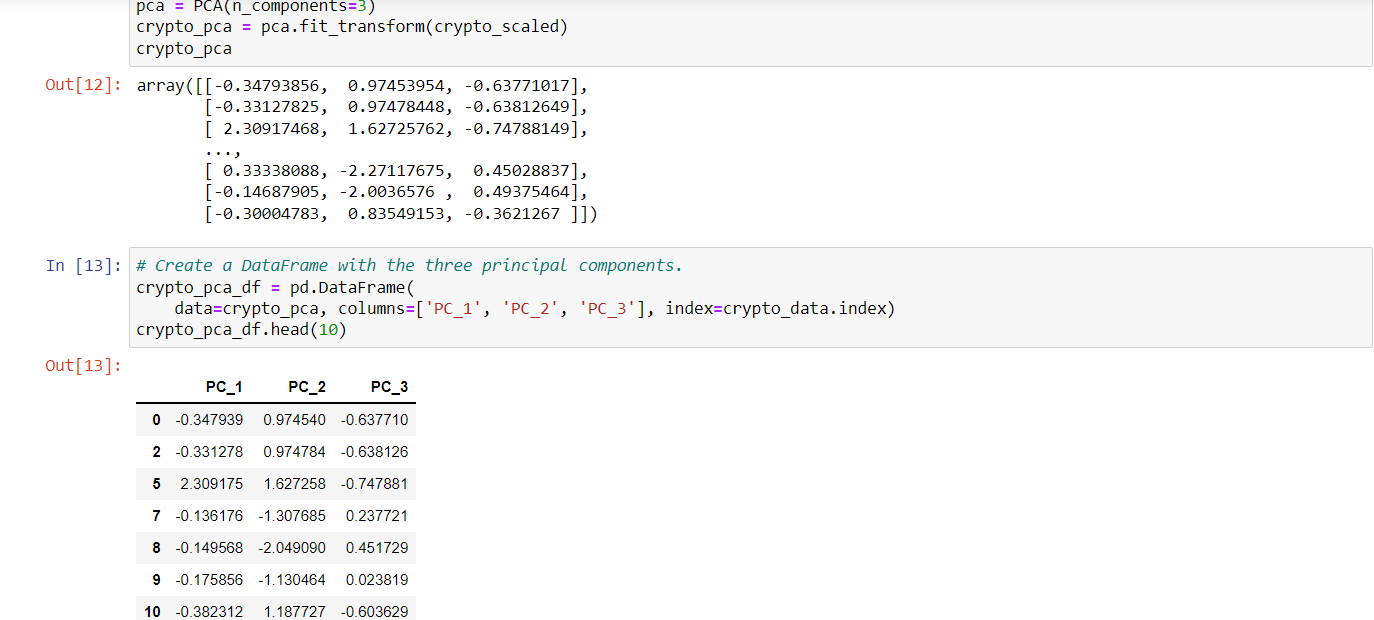 pca = PCA(n_components=3)
crypto_pca = pca.fit_transform(crypto_scaled)
crypto_pca
Out[12]: array([[-0.34793856,  0.97453954, -0.63771017],
[-0.33127825,  0.97478448, -0.63812649],
[ 2.30917468,  1.62725762, -0.74788149],
...,
[ 0.33338088, -2.27117675,  0.45028837],
[-0.14687905, -2.0036576 ,  0.49375464],
[-0.30004783,  0.83549153, -0.3621267 ]])
In [13]: # Create a DataFrame with the three principal components.
crypto_pca_df = pd.DataFrame(
data=crypto_pca, columns=['PC_1', 'PC_2', 'PC_3'], index=crypto_data.index)
crypto_pca_df.head(10)
Out[13]:
PC_1 PC_2 PC_3
0 -0.347939 0.974540 -0.637710
2 -0.331278 0.974784 -0.638126
5 2.309175 1.627258 -0.747881
7 -0.136176 -1.307685 0.237721
8 -0.149568 -2.049090 0.451729
9 -0.175856 -1.130464 0.023819
10 -0.382312 1.187727 -0.603629